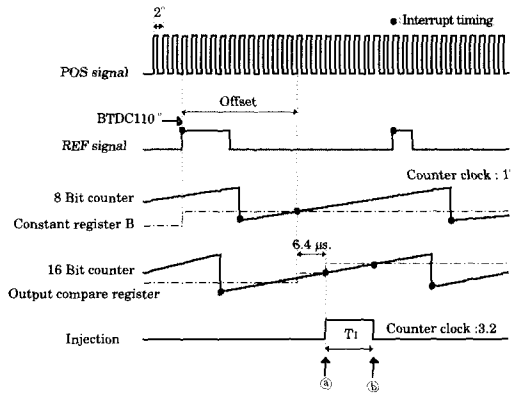 2°
●:Interrupt timing
POS signal
Offset
BTDC110°
REF signal
Counter clock : 1°
8 Bit counter
Constant register B
6.4 µs.
16 Bit counter
Output compare register
Injection
TI
Counter clock :3.2
ⓐ
ⓑ